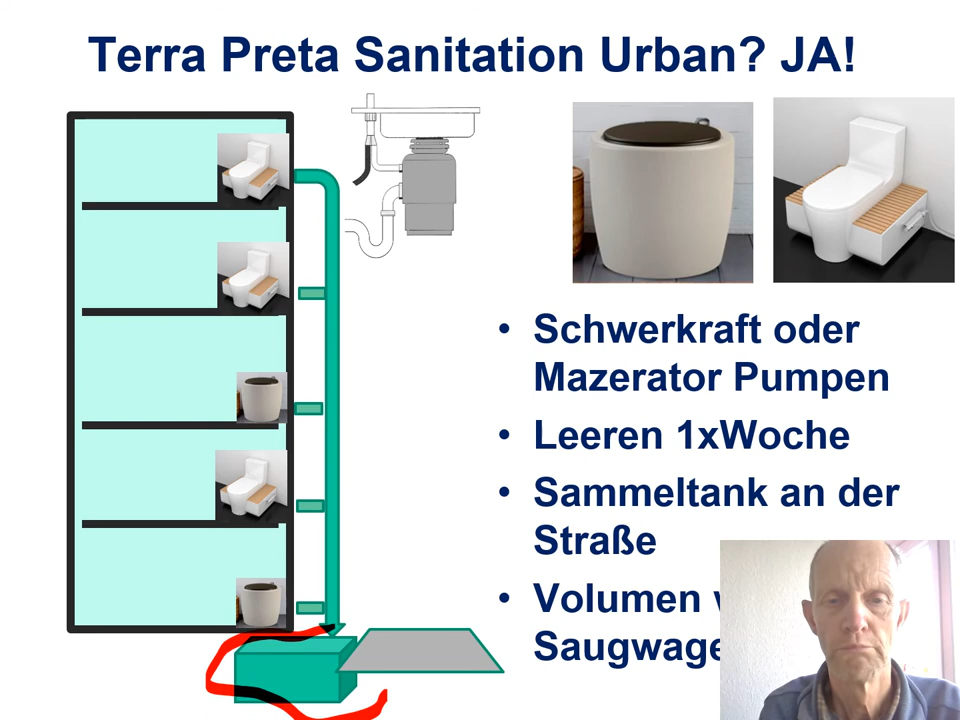 Terra Preta Sanitation Urban? JA!
• Schwerkraft oder
Mazerator Pumpen
• Leeren 1xWoche
• Sammeltank an der
Straße
• Volumen